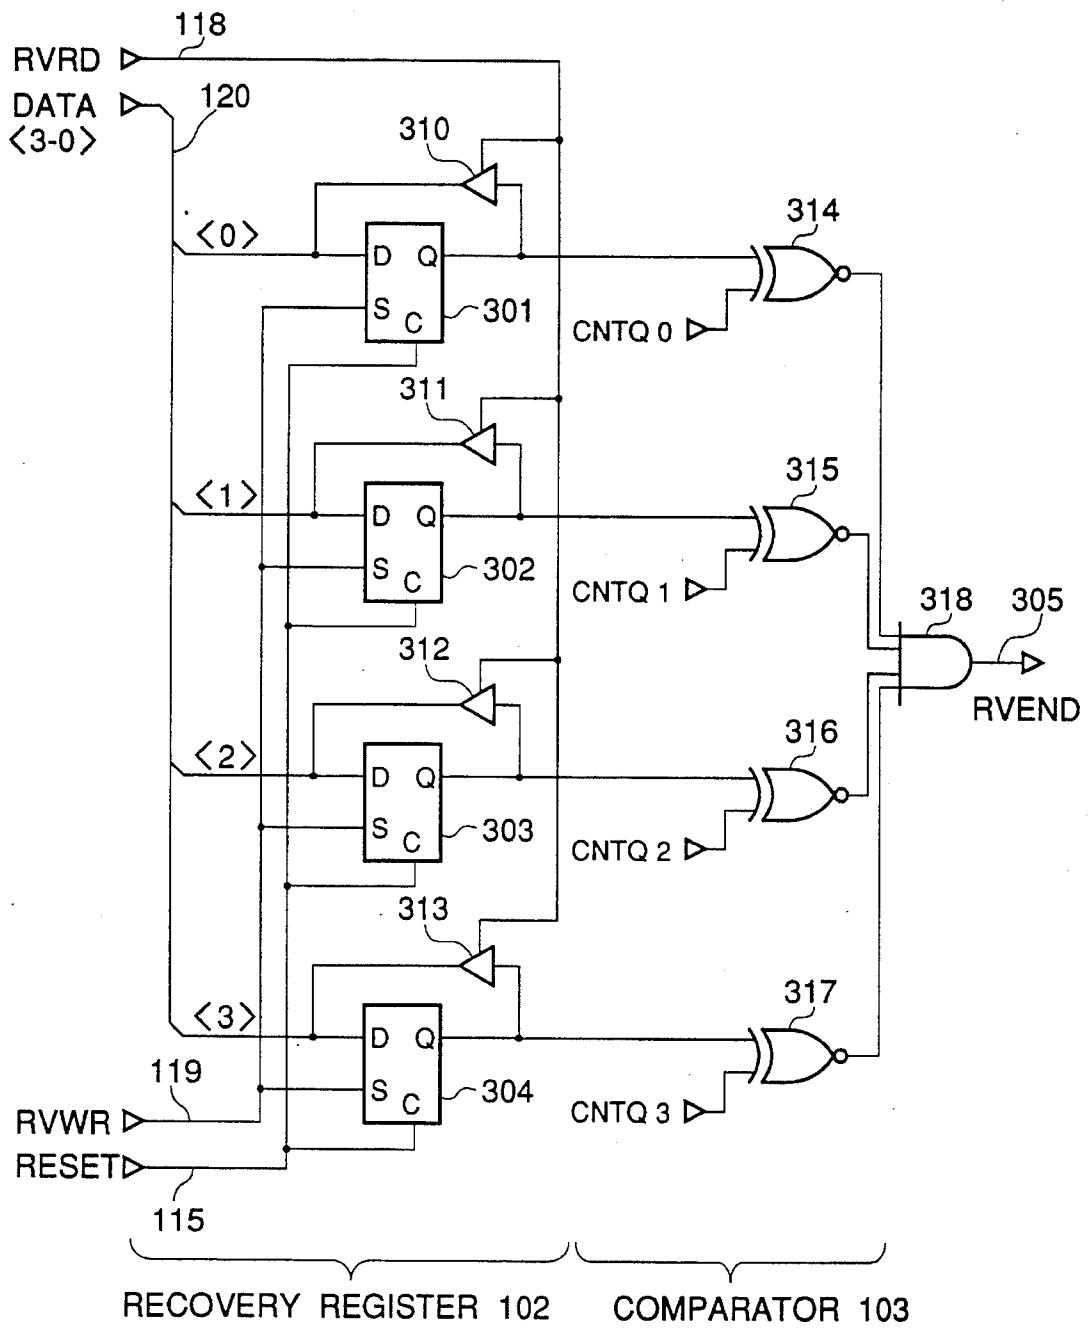 118
RVRD
DATA
<3-0>
120
310
<0>
D Q
S
C
301
314
CNTQ 0
311
<1>
D Q
S
C
302
315
CNTQ 1
318
305
RVEND
312
<2>
D Q
S
C
303
316
CNTQ 2
313
<3>
D Q
S
C
304
317
CNTQ 3
119
RVWR
RESET
115
RECOVERY REGISTER 102
COMPARATOR 103